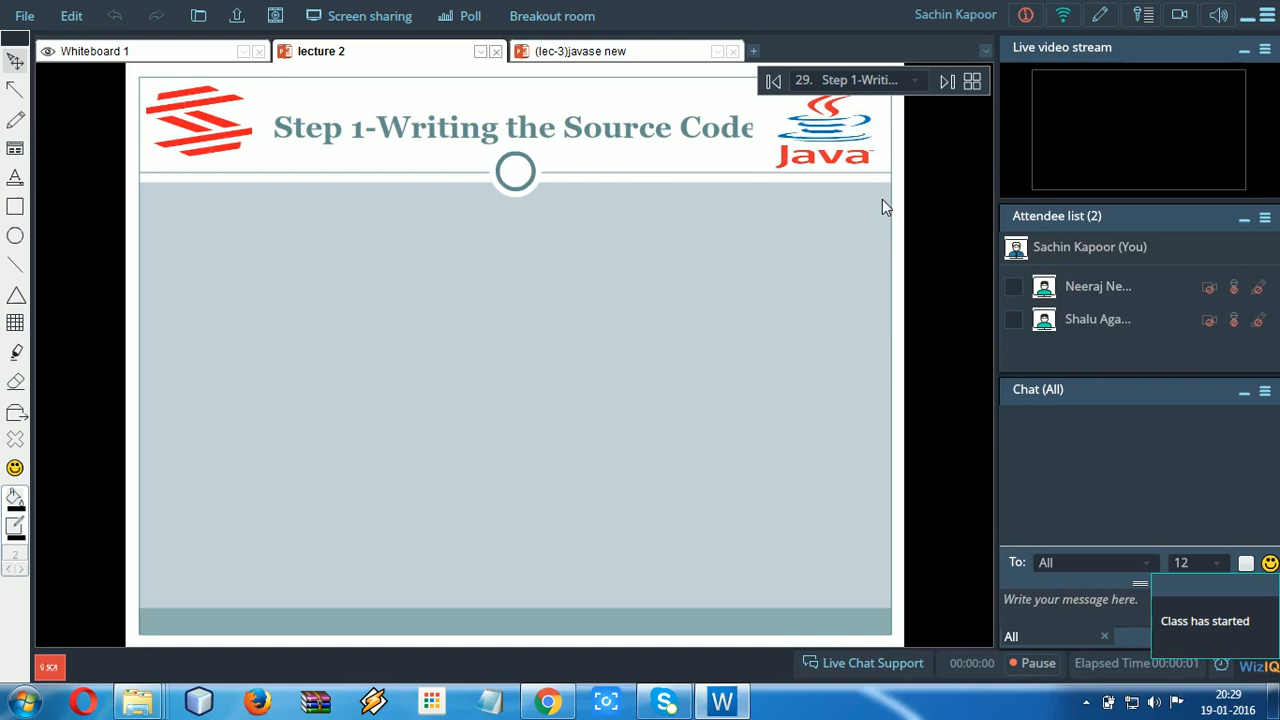 File Edit Screen sharing Poll Breakout room Sachin Kapoor
Whiteboard 1 lecture 2 (lec-3)javase new
Live video stream
29. Step 1-Writi...
Step 1-Writing the Source Code
Java
Attendee list (2)
Sachin Kapoor (You)
Neeraj Ne...
Shalu Aga...
Chat (All)
To: All 12
Write your message here.
Class has started
All
2
SCA
Live Chat Support 00:00:00 Pause Elapsed Time 00:00:01 WizIQ
20:29
19-01-2016